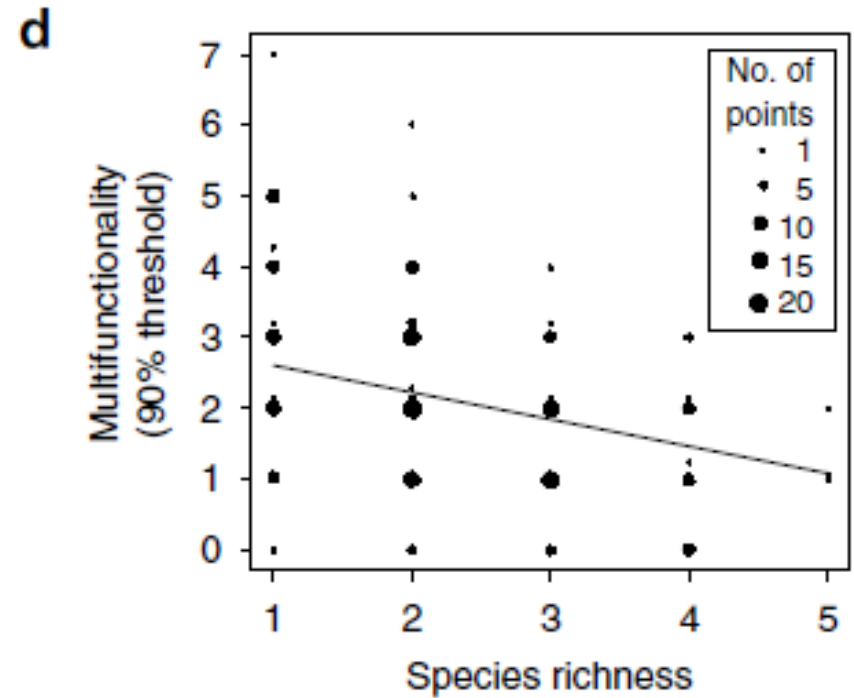 d
No. of
points
1
5
10
15
20
7
6
5
4
3
2
1
0
Multifunctionality
(90% threshold)
1 2 3 4 5
Species richness